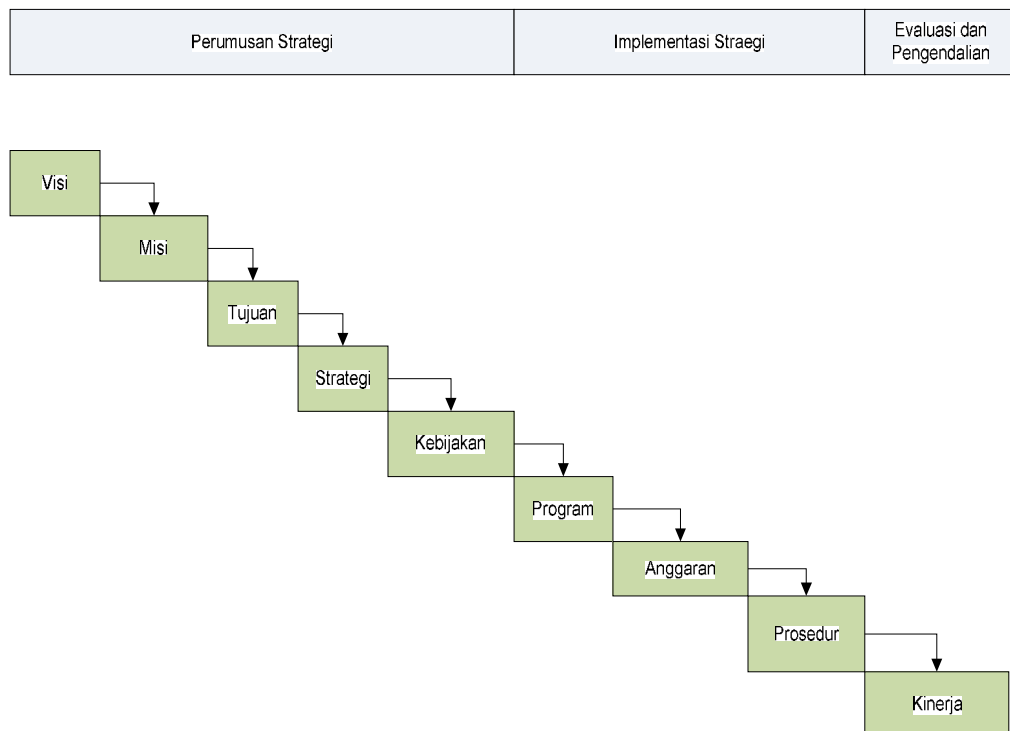 Perumusan Strategi
Implementasi Straegi
Evaluasi dan
Pengendalian
Visi
Misi
Tujuan
Strategi
Kebijakan
Program
Anggaran
Prosedur
Kinerja